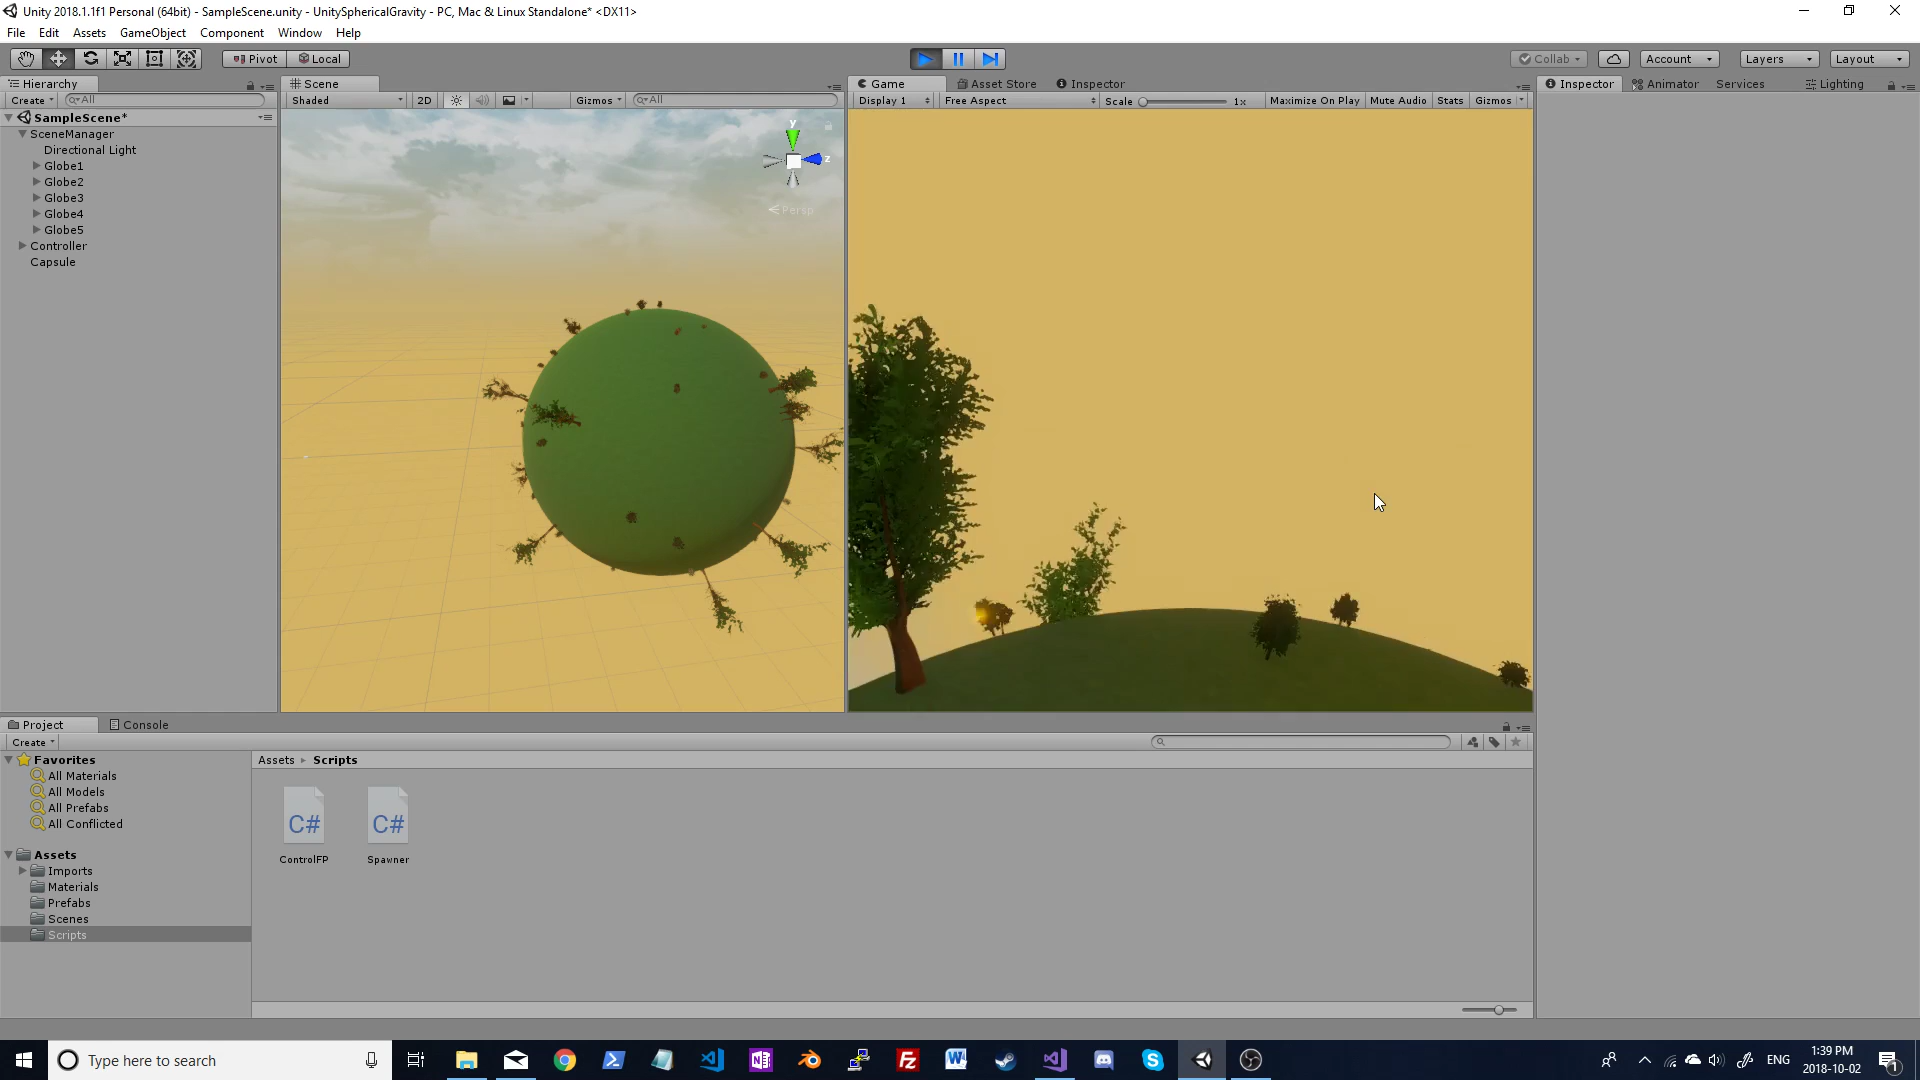 Unity 2018.1.1f1 Personal (64bit) - SampleScene.unity - UnitySphericalGravity - PC, Mac & Linux Standalone* <DX11>
File Edit Assets GameObject Component Window Help
Pivot Local
Collab Account Layers Layout
Hierarchy
Create All
SampleScene*
SceneManager
Directional Light
Globe1
Globe2
Globe3
Globe4
Globe5
Controller
Capsule
Scene
Shaded 2D Gizmos All
y
z
Persp
Game Asset Store Inspector
Display 1 Free Aspect Scale 1x Maximize On Play Mute Audio Stats Gizmos
Inspector Animator Services Lighting
Project Console
Create
Favorites
All Materials
All Models
All Prefabs
All Conflicted
Assets
Imports
Materials
Prefabs
Scenes
Scripts
Assets Scripts
C# C#
ControlFP Spawner
Type here to search
ENG
1:39 PM
2018-10-02
1